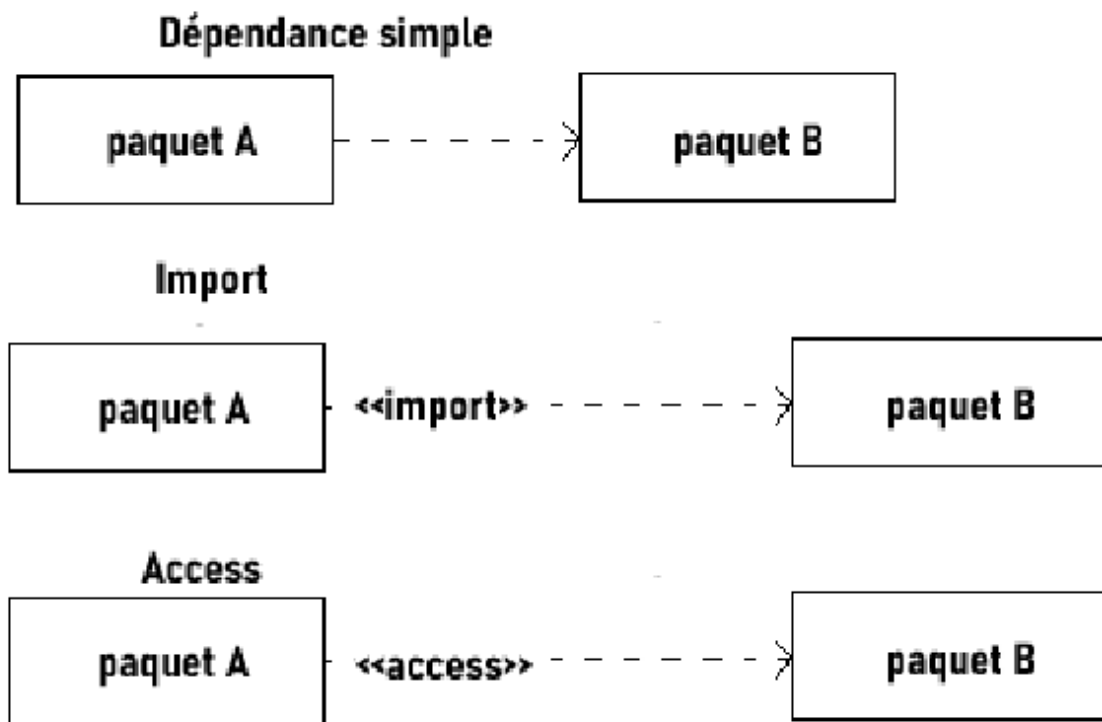 Dépendance simple
paquet A
paquet B
Import
paquet A
<<import>>
paquet B
Access
paquet A
<<access>>
paquet B